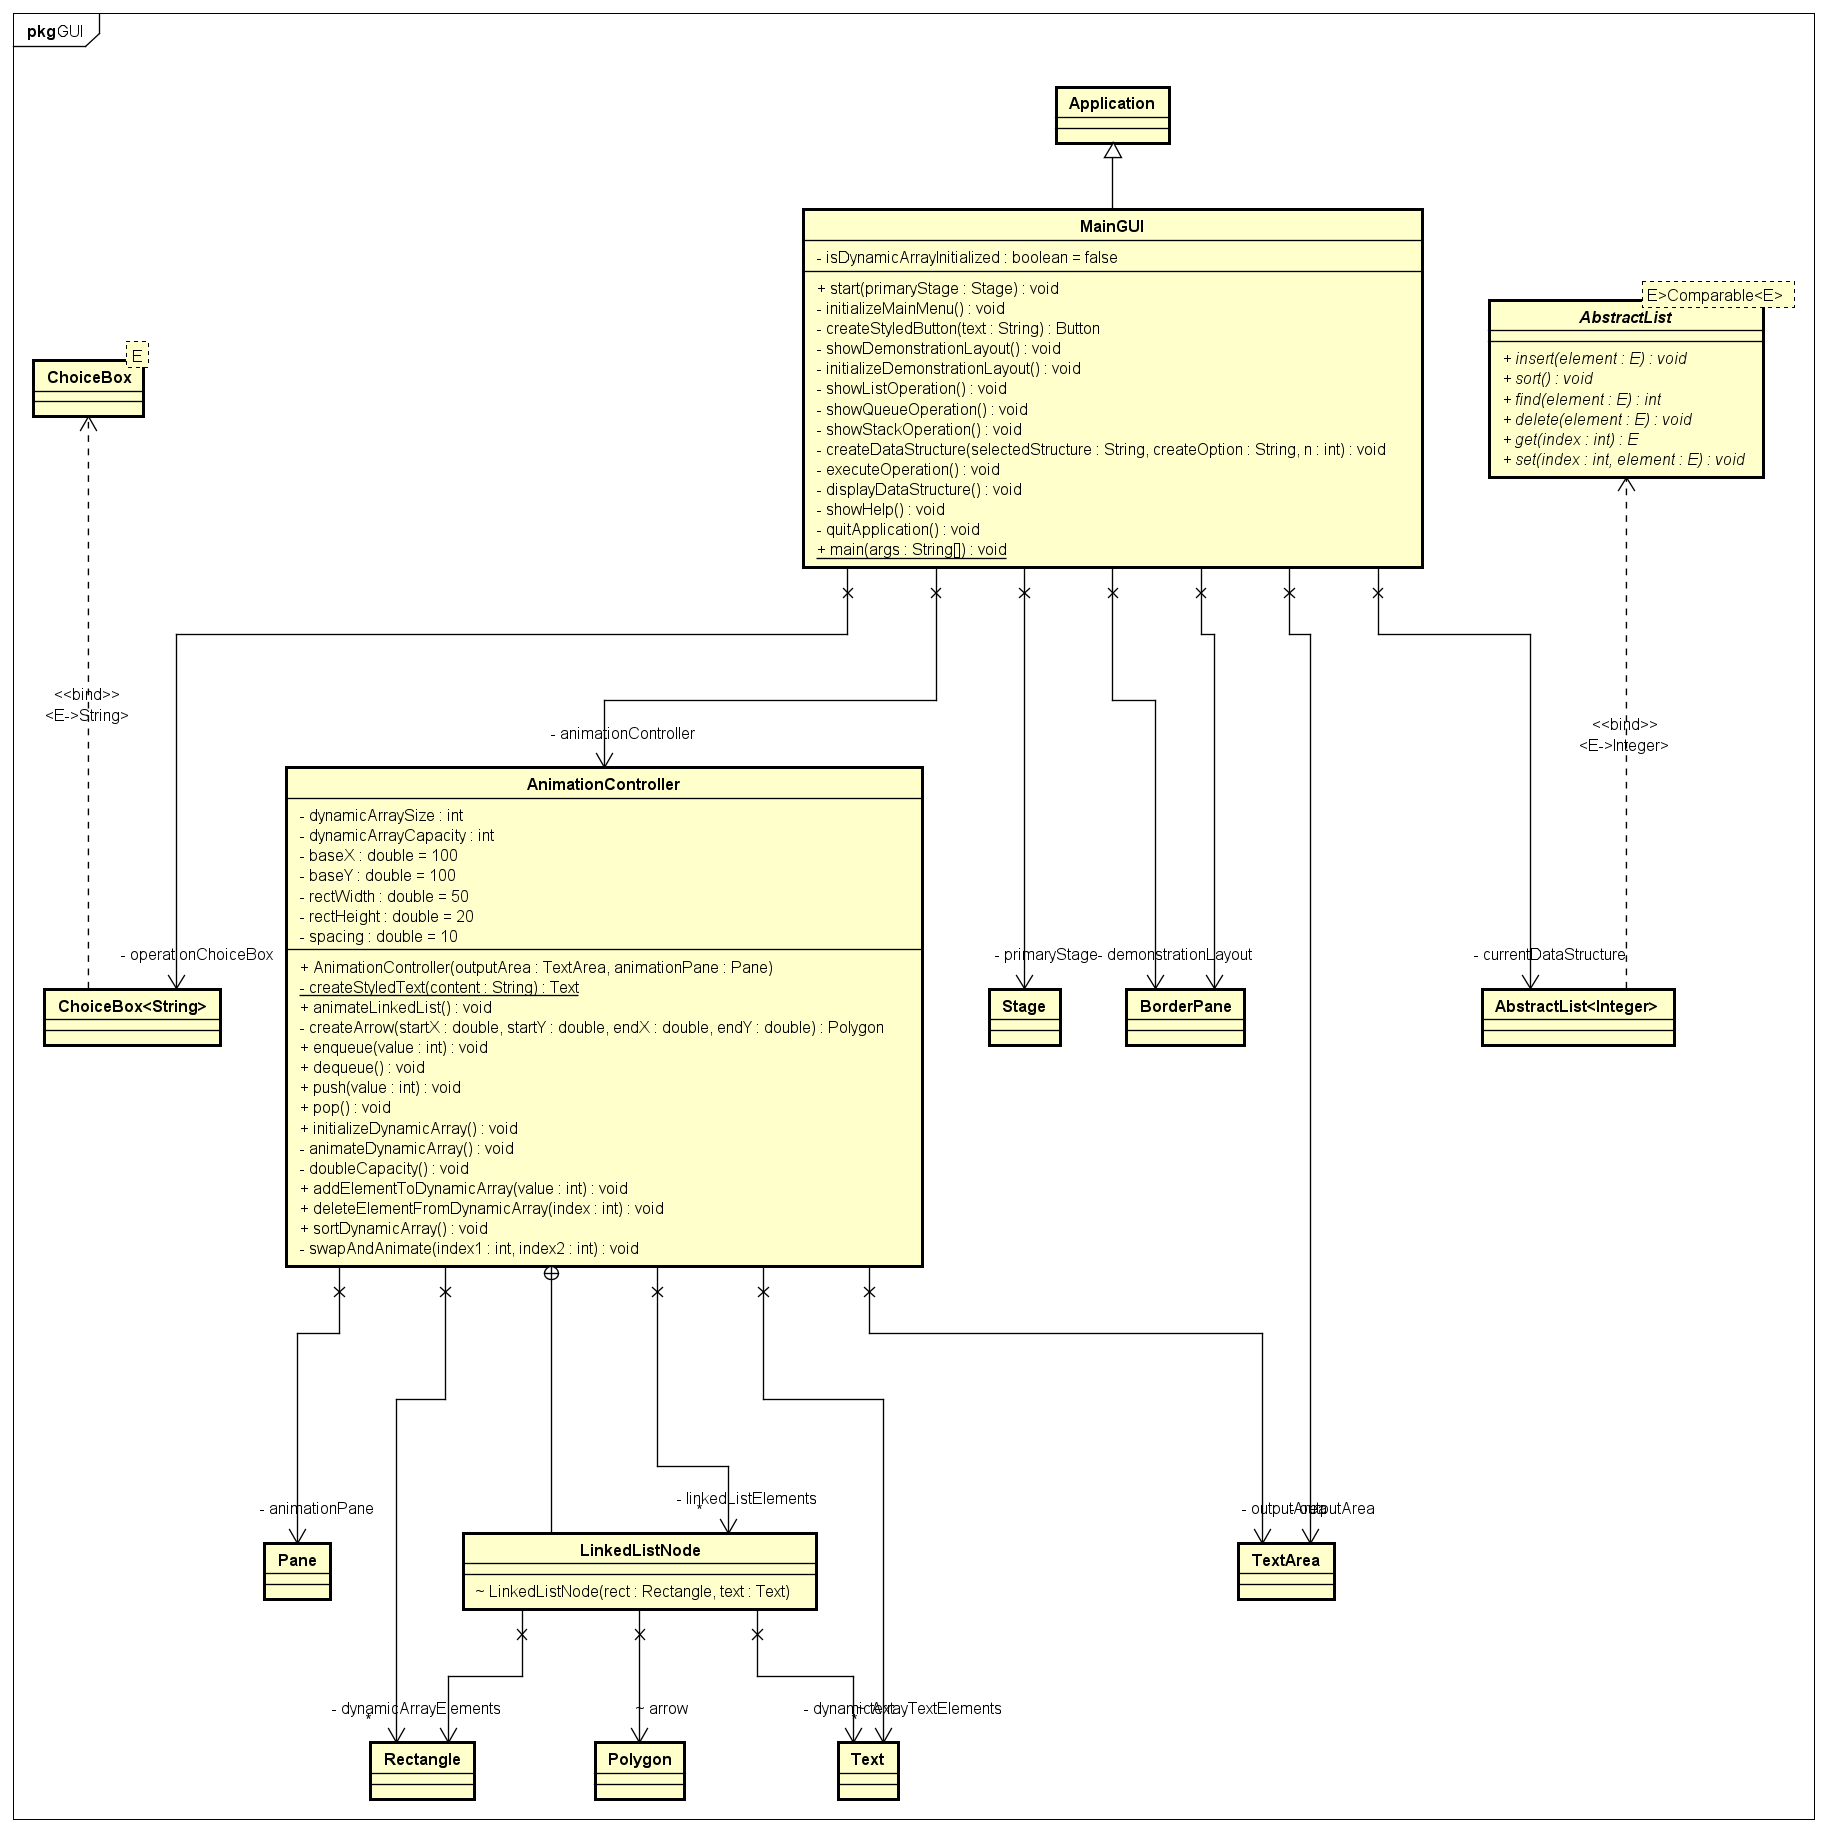 pkg GUI
Application
MainGUI
- isDynamicArrayInitialized : boolean = false
+ start(primaryStage : Stage) : void
- initializeMainMenu() : void
- createStyledButton(text : String) : Button
- showDemonstrationLayout() : void
- initializeDemonstrationLayout() : void
- showListOperation() : void
- showQueueOperation() : void
- showStackOperation() : void
- createDataStructure(selectedStructure : String, createOption : String, n : int) : void
- executeOperation() : void
- displayDataStructure() : void
- showHelp() : void
- quitApplication() : void
+ main(args : String[]) : void
E>Comparable<E>
AbstractList
+ insert(element : E) : void
+ sort() : void
+ find(element : E) : int
+ delete(element : E) : void
+ get(index : int) : E
+ set(index : int, element : E) : void
E
ChoiceBox
<<bind>>
<E->String>
<<bind>>
<E->Integer>
- animationController
AnimationController
- dynamicArraySize : int
- dynamicArrayCapacity : int
- baseX : double = 100
- baseY : double = 100
- rectWidth : double = 50
- rectHeight : double = 20
- spacing : double = 10
+ AnimationController(outputArea : TextArea, animationPane : Pane)
- createStyledText(content : String) : Text
+ animateLinkedList() : void
- createArrow(startX : double, startY : double, endX : double, endY : double) : Polygon
+ enqueue(value : int) : void
+ dequeue() : void
+ push(value : int) : void
+ pop() : void
+ initializeDynamicArray() : void
- animateDynamicArray() : void
- doubleCapacity() : void
+ addElementToDynamicArray(value : int) : void
+ deleteElementFromDynamicArray(index : int) : void
+ sortDynamicArray() : void
- swapAndAnimate(index1 : int, index2 : int) : void
- operationChoiceBox
- primaryStage
- demonstrationLayout
- currentDataStructure
ChoiceBox<String>
Stage
BorderPane
AbstractList<Integer>
- animationPane
- linkedListElements
*
- outputArea
- outputArea
Pane
LinkedListNode
~ LinkedListNode(rect : Rectangle, text : Text)
TextArea
- dynamicArrayElements
*
~ arrow
- dynamicArrayTextElements
*
~ text
Rectangle
Polygon
Text